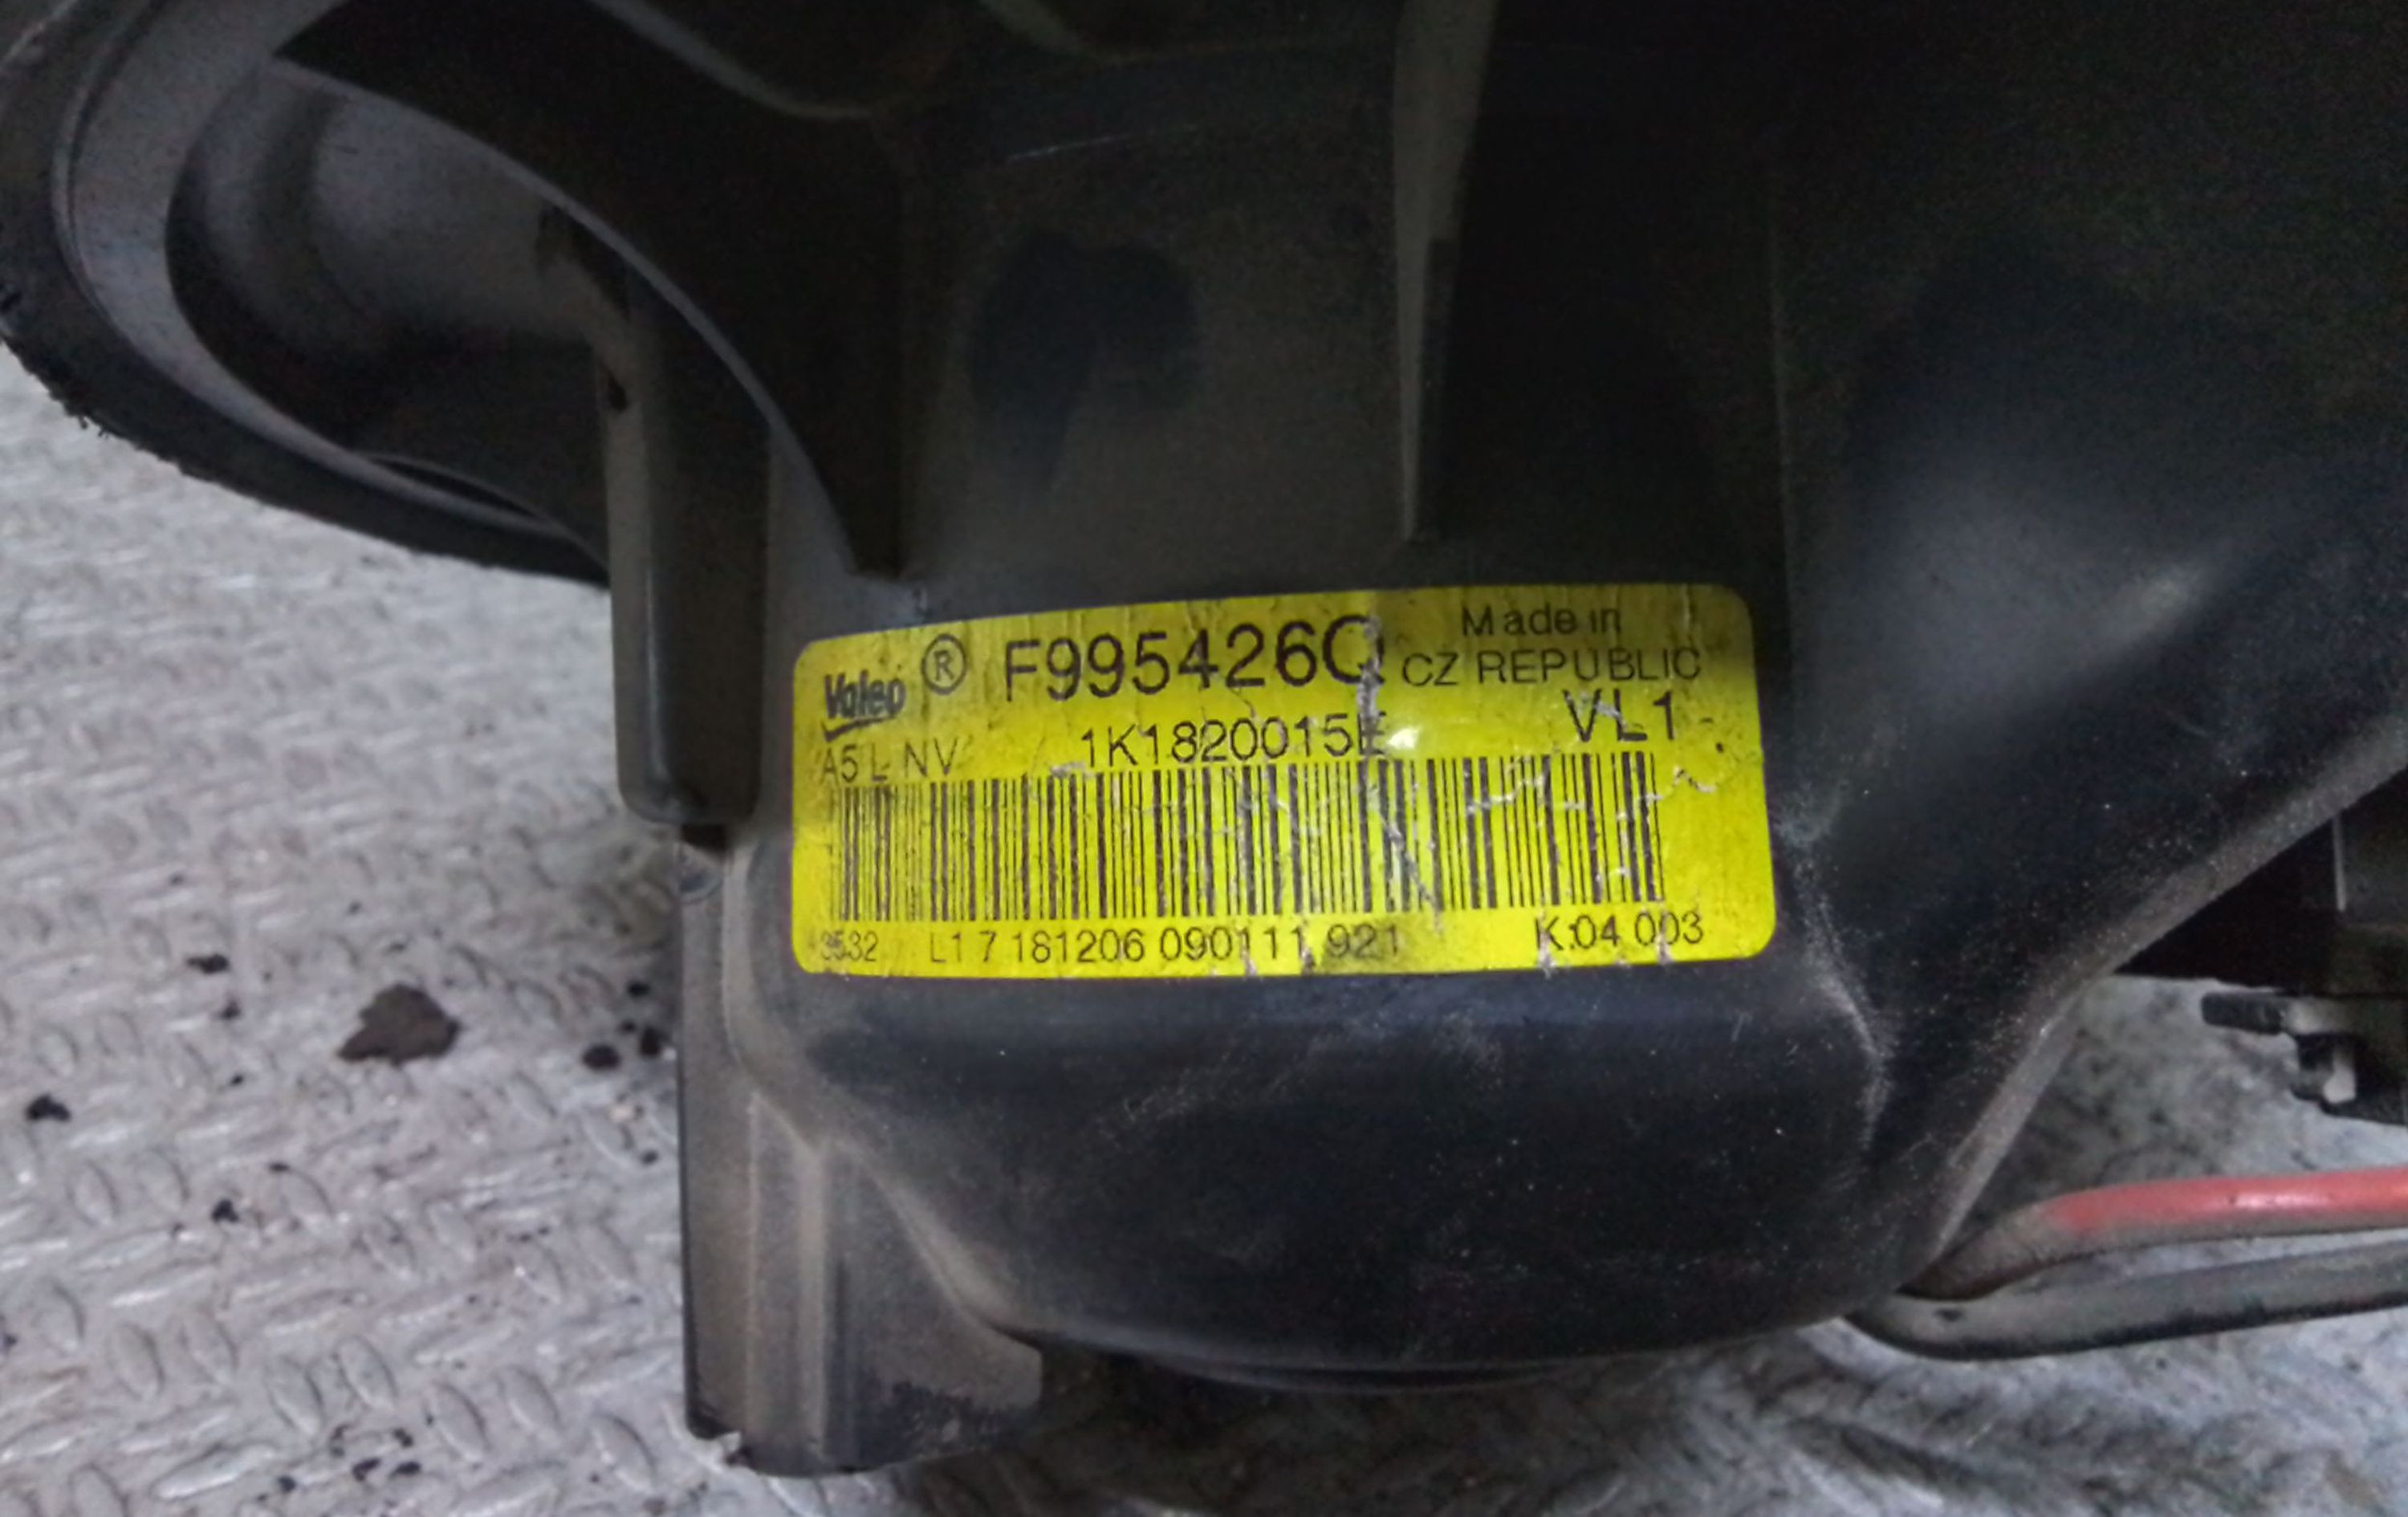 Valeo ® F995426Q Made in
CZ REPUBLIC
A5 L NV 1K1820015E VL1
3532 L1 7 181206 090111 921 K:04 003